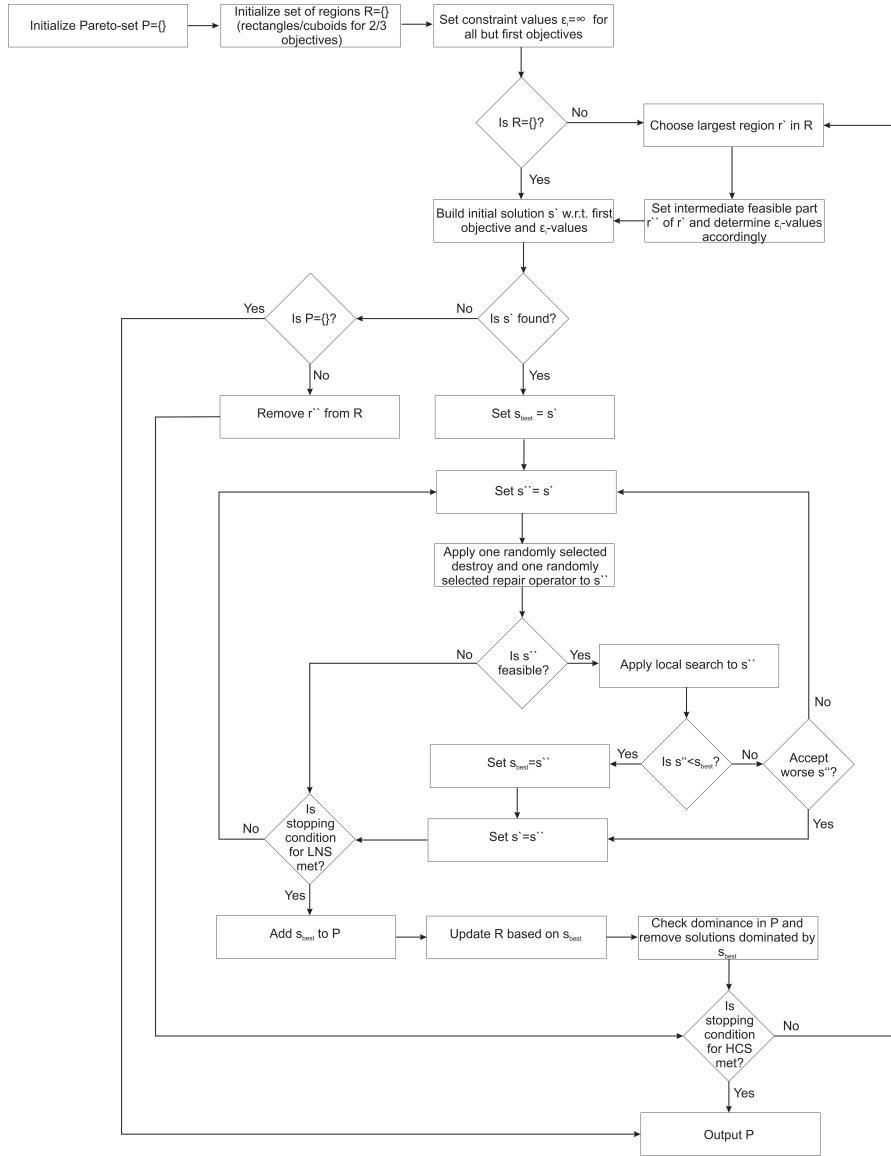 Initialize Pareto-set P={}
Initialize set of regions R={}
(rectangles/cuboids for 2/3
objectives)
Set constraint values εᵢ=∞ for
all but first objectives
Is R={}?
No
Choose largest region r` in R
Yes
Build initial solution s` w.r.t. first
objective and εᵢ-values
Set intermediate feasible part
r`` of r` and determine εᵢ-values
accordingly
Yes
Is P={}?
No
Is s` found?
No
Yes
Remove r`` from R
Set s_best = s`
Set s``= s`
Apply one randomly selected
destroy and one randomly
selected repair operator to s``
No
Is s``
feasible?
Yes
Apply local search to s``
No
Set s_best=s``
Yes
Is s“<s_best?
No
Accept
worse s“?
Yes
Is
stopping
condition
for LNS
met?
No
Set s`=s``
Yes
Add s_best to P
Update R based on s_best
Check dominance in P and
remove solutions dominated by
s_best
Is
stopping
condition
for HCS
met?
No
Yes
Output P